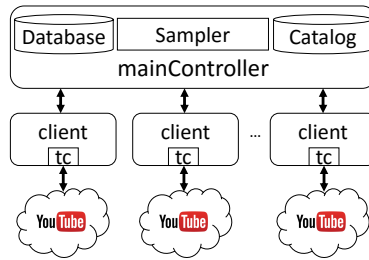 Database Sampler Catalog
mainController
client client ... client
tc tc tc
YouTube YouTube YouTube